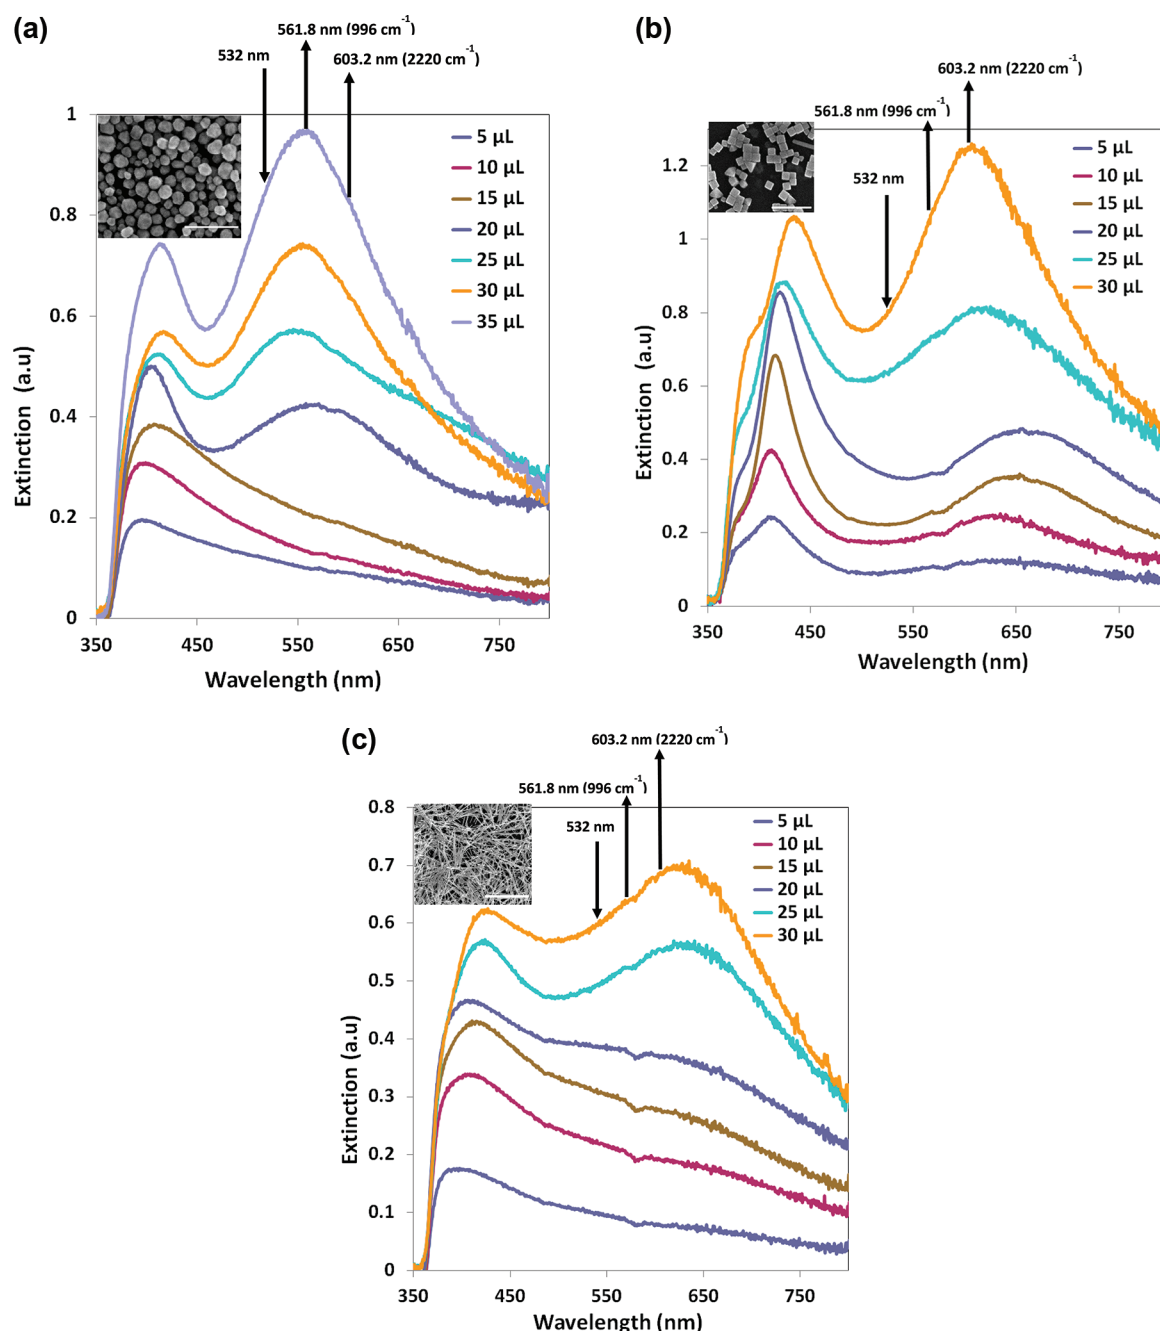 (a)
561.8 nm (996 cm⁻¹)
532 nm
603.2 nm (2220 cm⁻¹)
1
0.8
0.6
0.4
0.2
0
Extinction (a.u)
5 µL
10 µL
15 µL
20 µL
25 µL
30 µL
35 µL
350
450
550
650
750
Wavelength (nm)
(b)
603.2 nm (2220 cm⁻¹)
561.8 nm (996 cm⁻¹)
532 nm
1.2
1
0.8
0.6
0.4
0.2
0
Extinction (a.u)
5 µL
10 µL
15 µL
20 µL
25 µL
30 µL
350
450
550
650
750
Wavelength (nm)
(c)
603.2 nm (2220 cm⁻¹)
561.8 nm (996 cm⁻¹)
532 nm
0.8
0.7
0.6
0.5
0.4
0.3
0.2
0.1
0
Extinction (a.u)
5 µL
10 µL
15 µL
20 µL
25 µL
30 µL
350
450
550
650
750
Wavelength (nm)